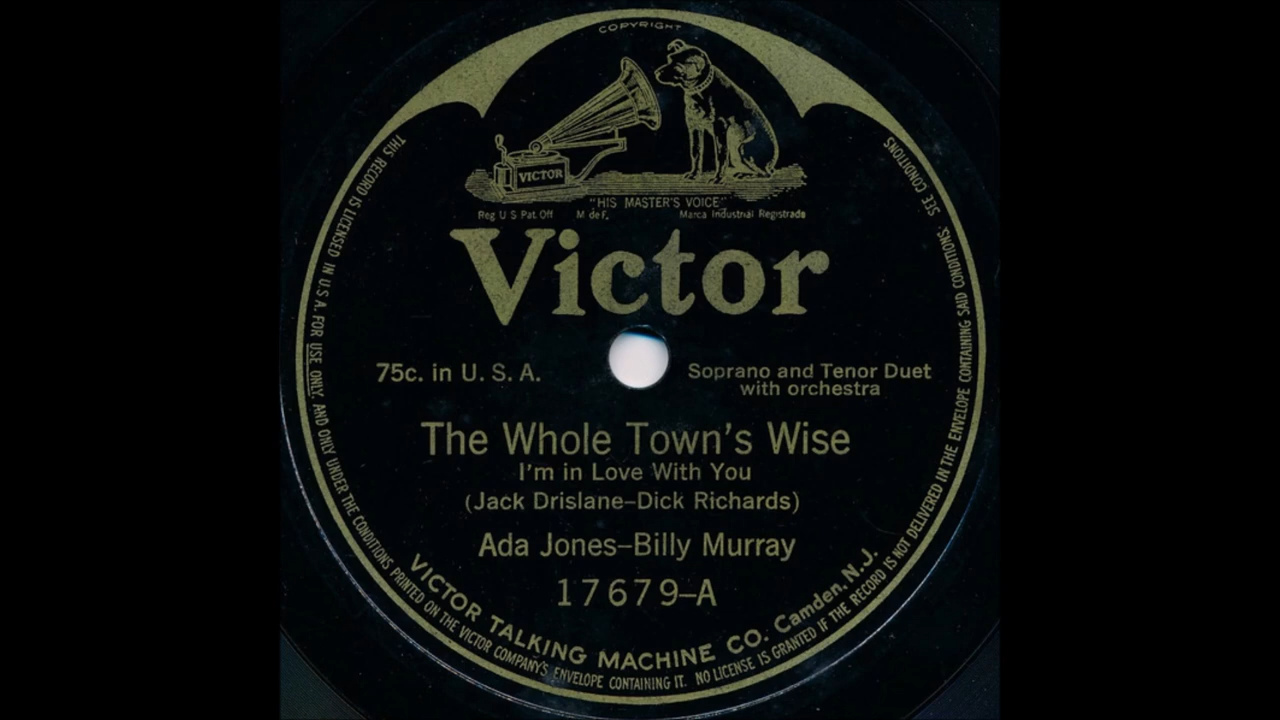 COPYRIGHT
VICTOR
"HIS MASTER'S VOICE"
Reg. U S Pat. Off M de F. Marca Industrial Registrada
Victor
75c. in U. S. A.
Soprano and Tenor Duet
with orchestra
The Whole Town's Wise
I'm in Love With You
(Jack Drislane–Dick Richards)
Ada Jones–Billy Murray
17679–A
VICTOR TALKING MACHINE CO. Camden, N.J.
THIS RECORD IS LICENSED IN U.S.A. FOR USE ONLY, AND ONLY UNDER THE CONDITIONS PRINTED ON THE VICTOR COMPANY'S ENVELOPE CONTAINING IT. NO LICENSE IS GRANTED IF THE RECORD IS NOT DELIVERED IN THE ENVELOPE CONTAINING SAID CONDITIONS. SEE CONDITIONS